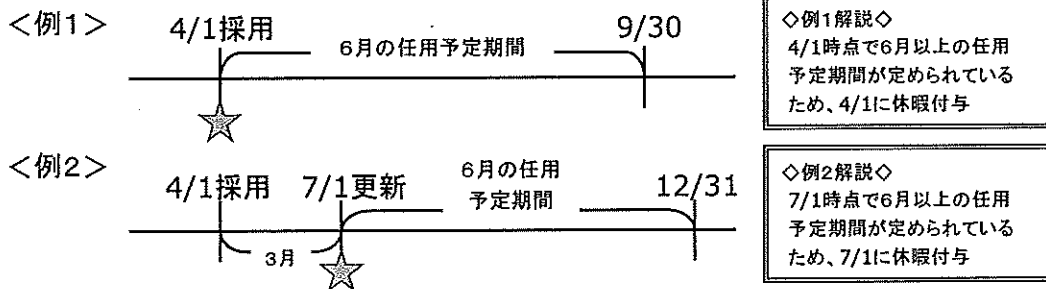 ＜例1＞
4/1採用
6月の任用予定期間
9/30
◇例1解説◇
4/1時点で6月以上の任用
予定期間が定められている
ため、4/1に休暇付与
＜例2＞
4/1採用
7/1更新
6月の任用
予定期間
12/31
3月
◇例2解説◇
7/1時点で6月以上の任用
予定期間が定められている
ため、7/1に休暇付与